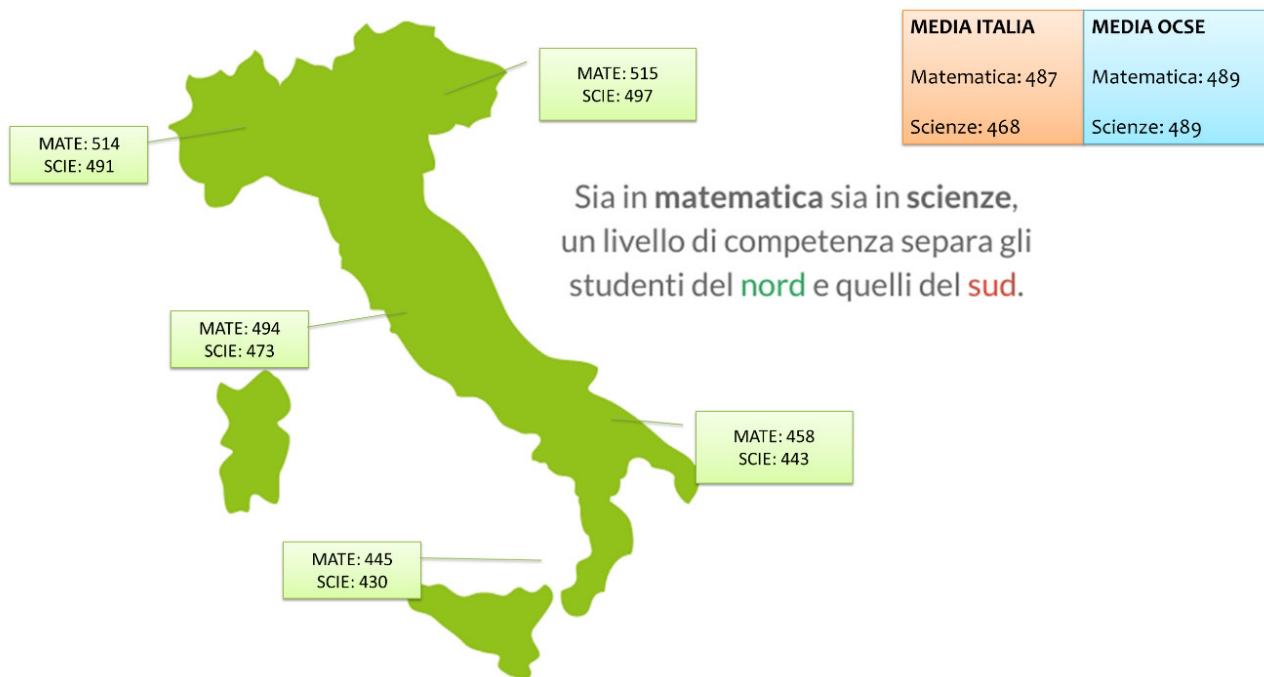 MEDIA ITALIA
Matematica: 487
Scienze: 468
MEDIA OCSE
Matematica: 489
Scienze: 489
MATE: 515
SCIE: 497
MATE: 514
SCIE: 491
Sia in matematica sia in scienze,
un livello di competenza separa gli
studenti del nord e quelli del sud.
MATE: 494
SCIE: 473
MATE: 458
SCIE: 443
MATE: 445
SCIE: 430